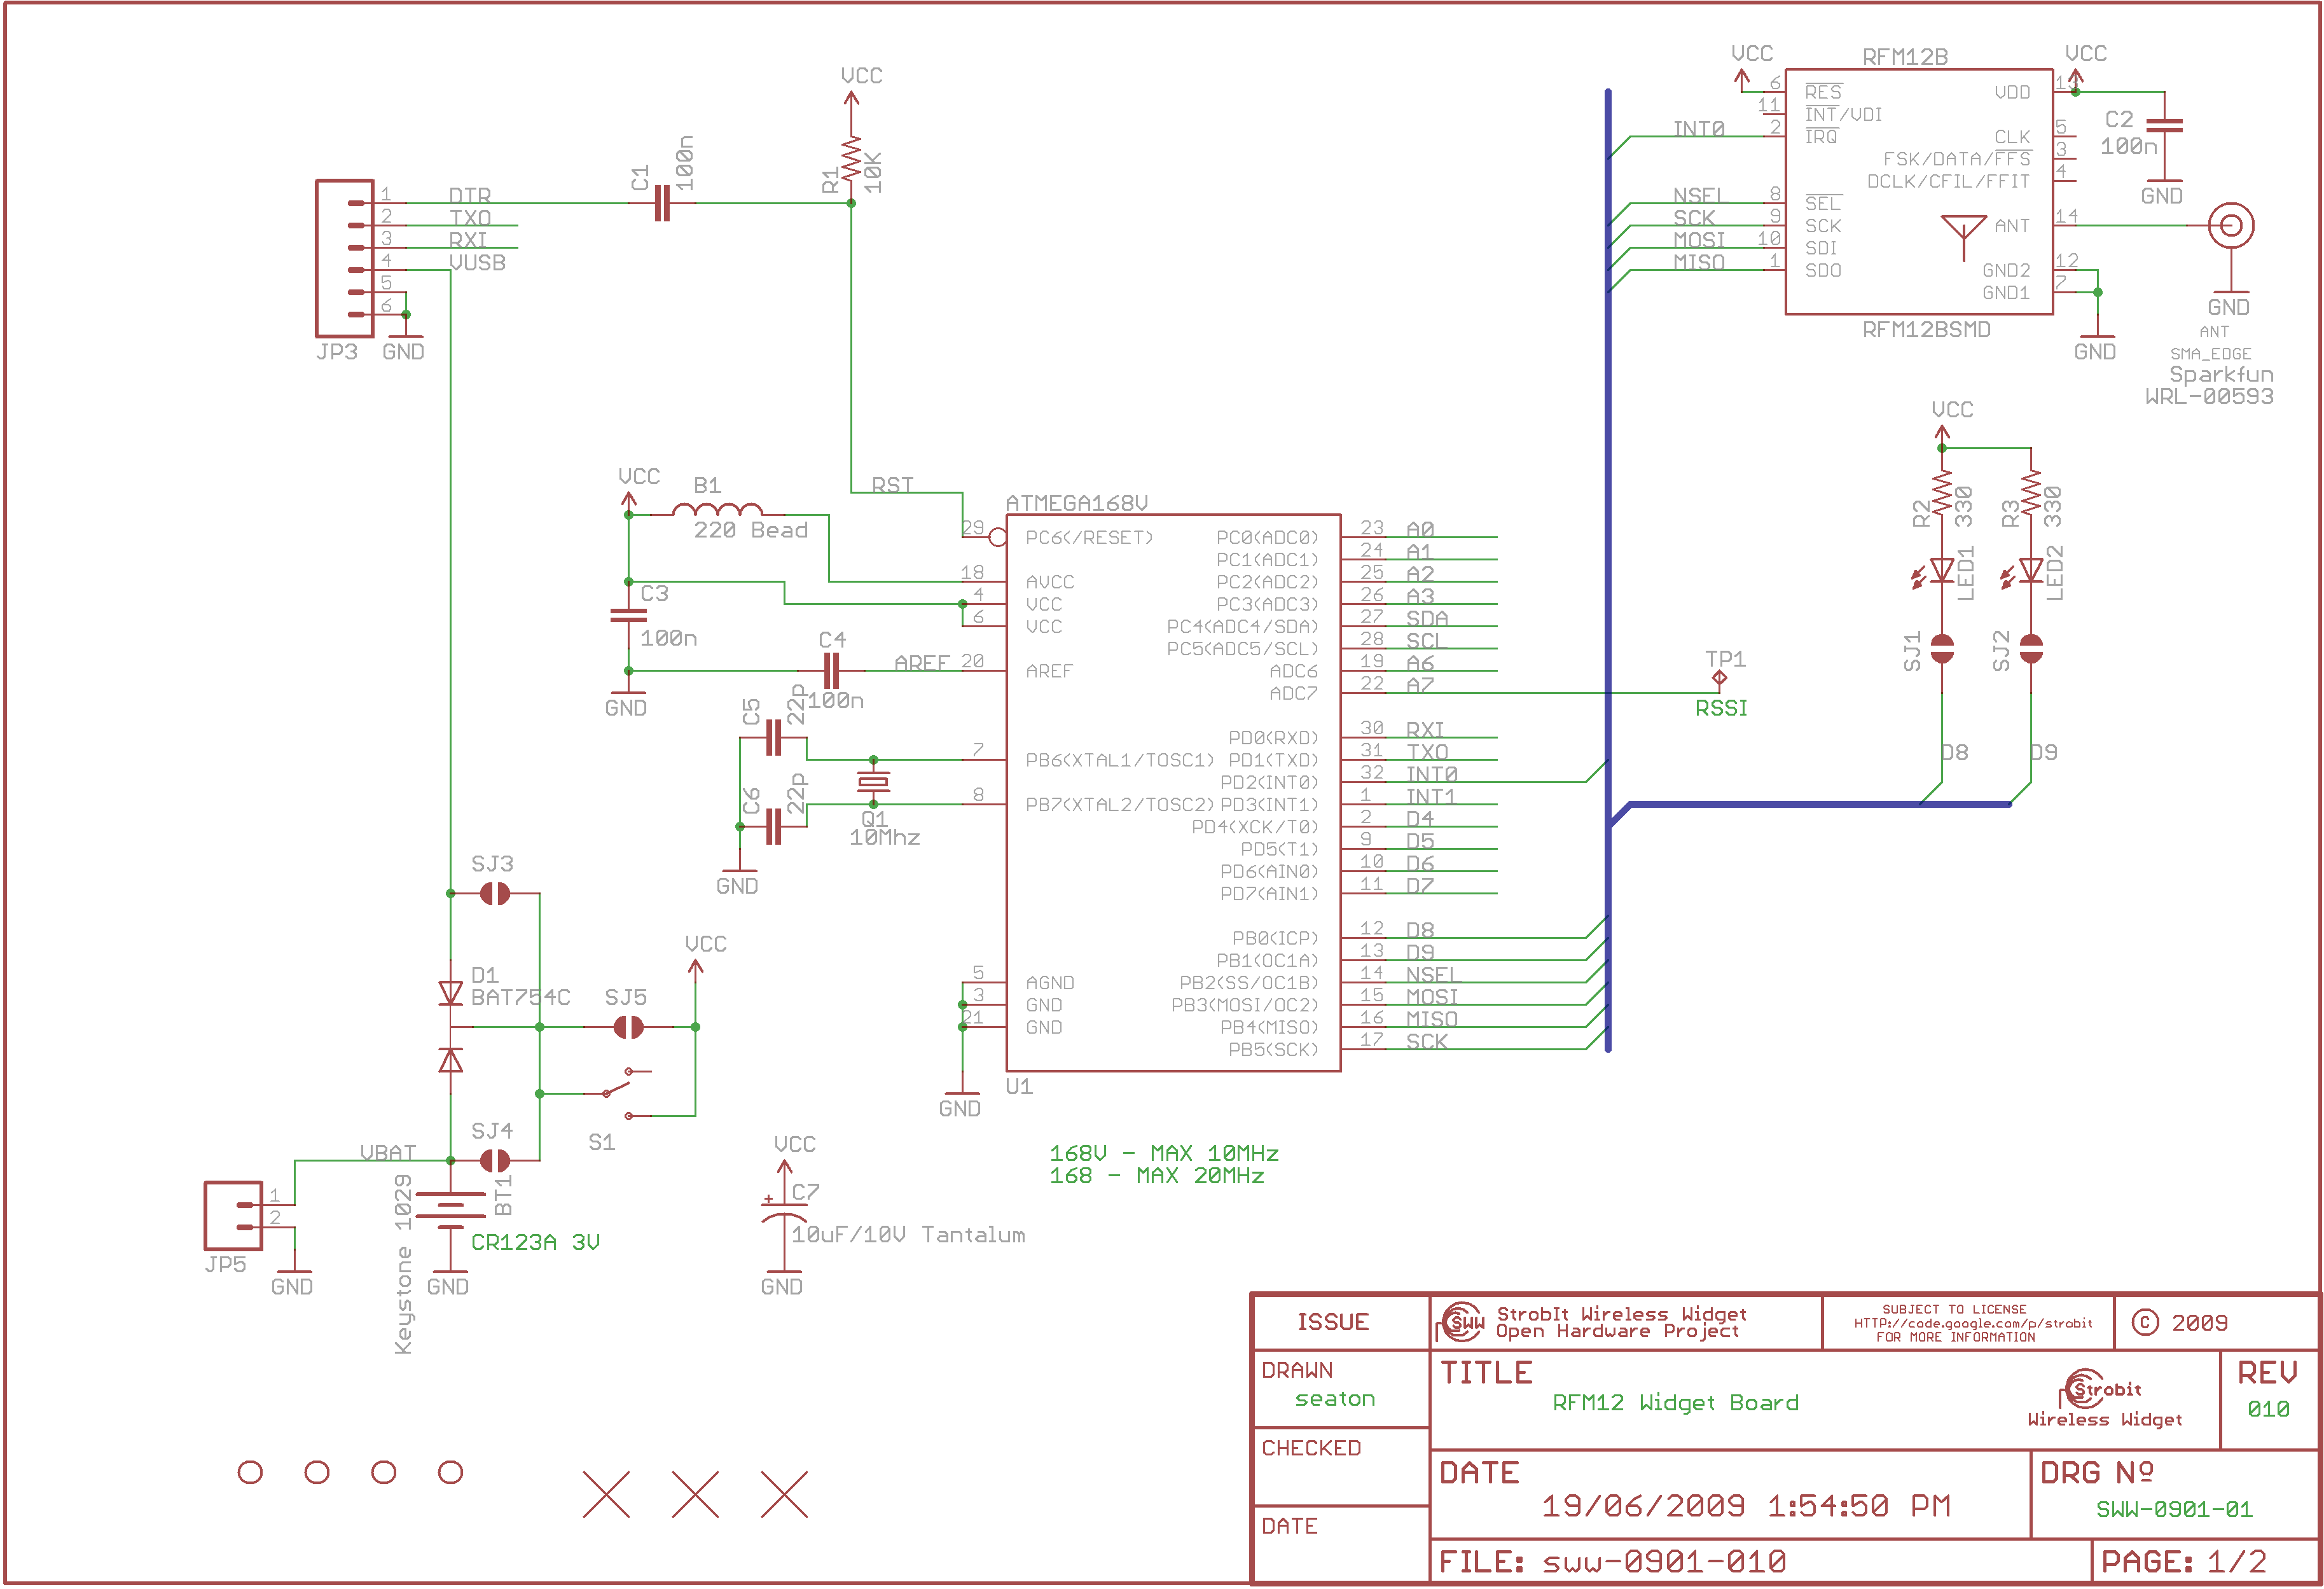 VCC
R1
10K
C1
100n
1
2
3
4
5
6
DTR
TXO
RXI
VUSB
JP3
GND
RST
VCC
B1
220 Bead
C3
100n
C4
100n
AREF
GND
C5
22P
C6
22P
Q1
10Mhz
GND
ATMEGA168V
29 PC6(/RESET)
18 AVCC
4 VCC
6 VCC
20 AREF
7 PB6(XTAL1/TOSC1)
8 PB7(XTAL2/TOSC2)
5 AGND
3 GND
21 GND
GND
U1
PC0(ADC0) 23 A0
PC1(ADC1) 24 A1
PC2(ADC2) 25 A2
PC3(ADC3) 26 A3
PC4(ADC4/SDA) 27 SDA
PC5(ADC5/SCL) 28 SCL
ADC6 19 A6
ADC7 22 A7
PD0(RXD) 30 RXI
PD1(TXD) 31 TXO
PD2(INT0) 32 INT0
PD3(INT1) 1 INT1
PD4(XCK/T0) 2 D4
PD5(T1) 9 D5
PD6(AIN0) 10 D6
PD7(AIN1) 11 D7
PB0(ICP) 12 D8
PB1(OC1A) 13 D9
PB2(SS/OC1B) 14 NSEL
PB3(MOSI/OC2) 15 MOSI
PB4(MISO) 16 MISO
PB5(SCK) 17 SCK
TP1
RSSI
168V - MAX 10MHz
168 - MAX 20MHz
VCC
RFM12B
VCC
6 RES
11 INT/VDI
INT0 2 IRQ
NSEL 8 SEL
SCK 9 SCK
MOSI 10 SDI
MISO 1 SDO
VDD 13
CLK 5
FSK/DATA/FFS 3
DCLK/CFIL/FFIT 4
ANT 14
GND2 12
GND1 7
RFM12BSMD
C2
100n
GND
GND
GND
ANT
SMA_EDGE
Sparkfun
WRL-00593
VCC
R2
330
R3
330
LED1
LED2
SJ1
SJ2
D8
D9
SJ3
D1
BAT754C
SJ5
VCC
S1
SJ4
VBAT
1
2
JP5
GND
Keystone 1029
BT1
CR123A 3V
GND
VCC
+
C7
10uF/10V Tantalum
GND
ISSUE
SWW
StrobIt Wireless Widget
Open Hardware Project
SUBJECT TO LICENSE
HTTP://code.google.com/p/strobit
FOR MORE INFORMATION
© 2009
DRAWN
seaton
TITLE
RFM12 Widget Board
Strobit
Wireless Widget
REV
010
CHECKED
DATE
DATE
19/06/2009 1:54:50 PM
DRG Nº
SWW-0901-01
FILE: sww-0901-010
PAGE: 1/2